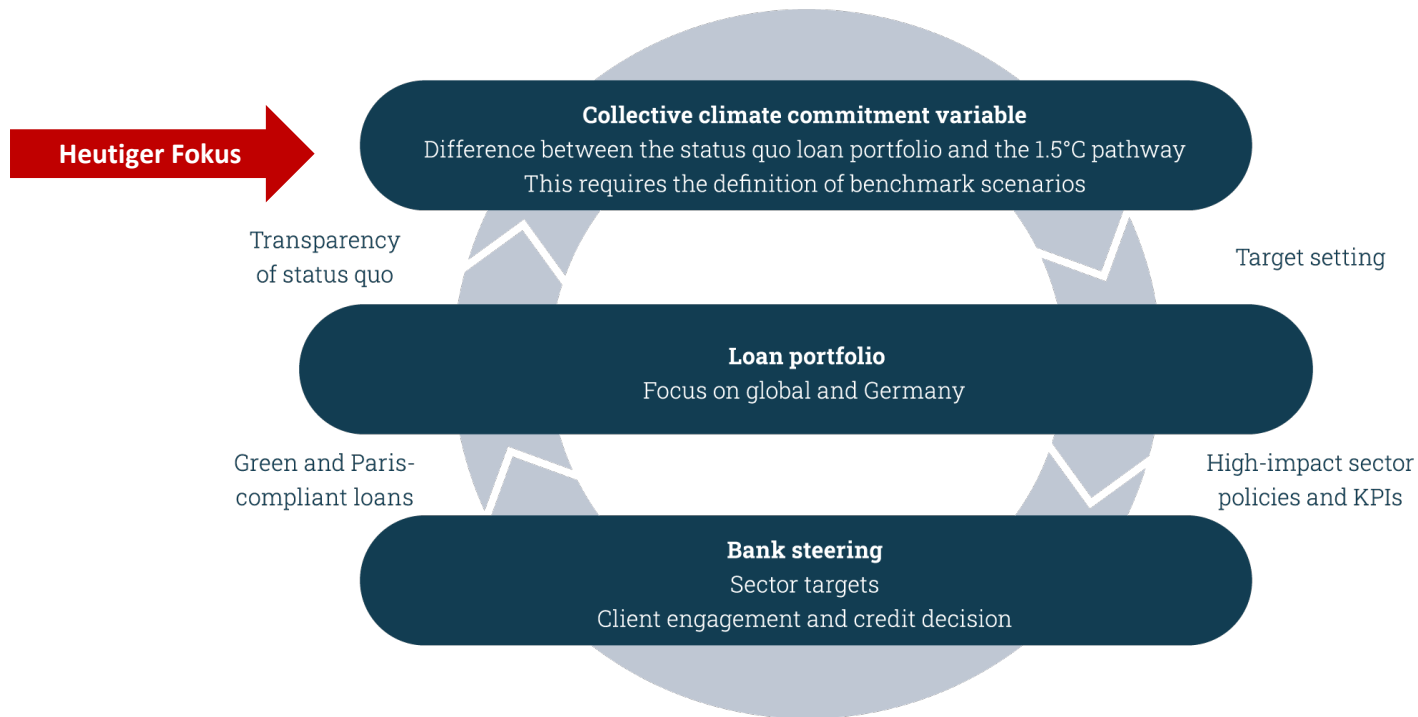 Collective climate commitment variable
Heutiger Fokus
Difference between the status quo loan portfolio and the 1.5°C pathway
This requires the definition of benchmark scenarios
Transparency
of status quo
Target setting
Loan portfolio
Focus on global and Germany
Green and Paris-
compliant loans
High-impact sector
policies and KPIs
Bank steering
Sector targets
Client engagement and credit decision